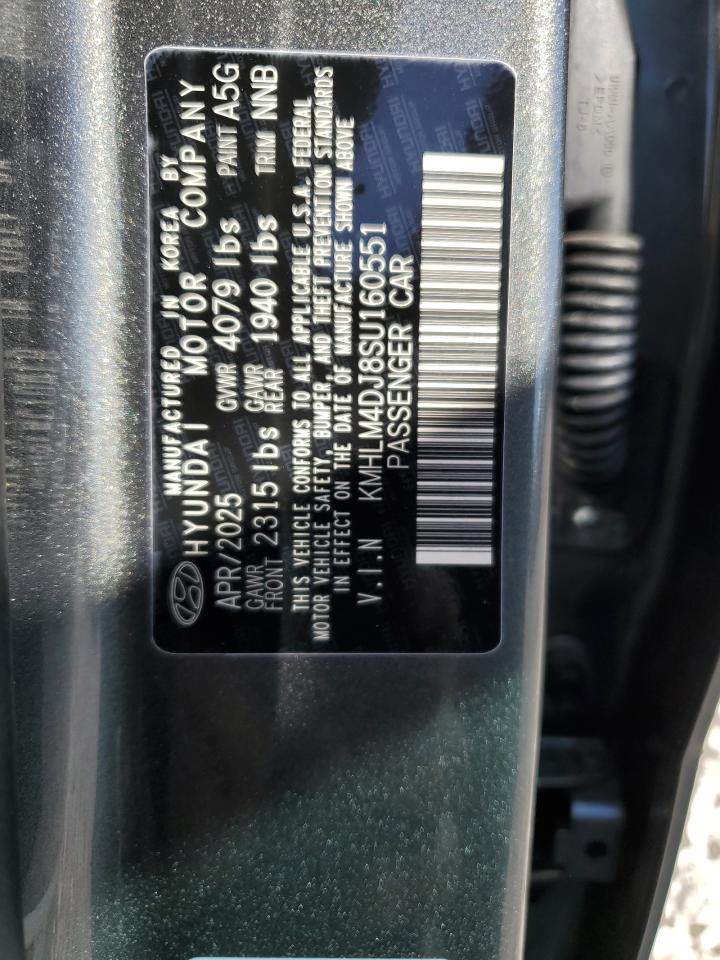 MANUFACTURED IN KOREA BY
HYUNDAI MOTOR COMPANY
APR/2025 GVWR 4079 lbs PAINT A5G
GAWR FRONT 2315 lbs GAWR REAR 1940 lbs TRIM NNB
THIS VEHICLE CONFORMS TO ALL APPLICABLE U.S.A. FEDERAL
MOTOR VEHICLE SAFETY, BUMPER, AND THEFT PREVENTION STANDARDS
IN EFFECT ON THE DATE OF MANUFACTURE SHOWN ABOVE
V.I.N KMHLM4DJ8SU160551
PASSENGER CAR